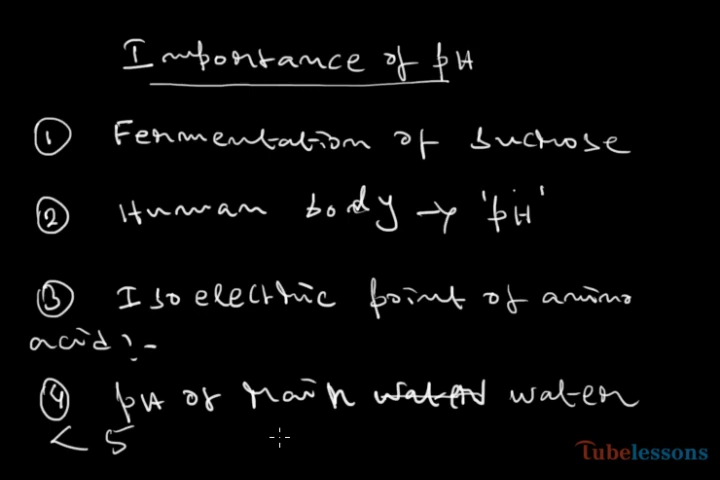 Importance of pH
① Fermentation of sucrose
② Human body → 'pH'
③ Isoelectric point of amino
acid :-
④ pH of rain water water
< 5
Tubelessons